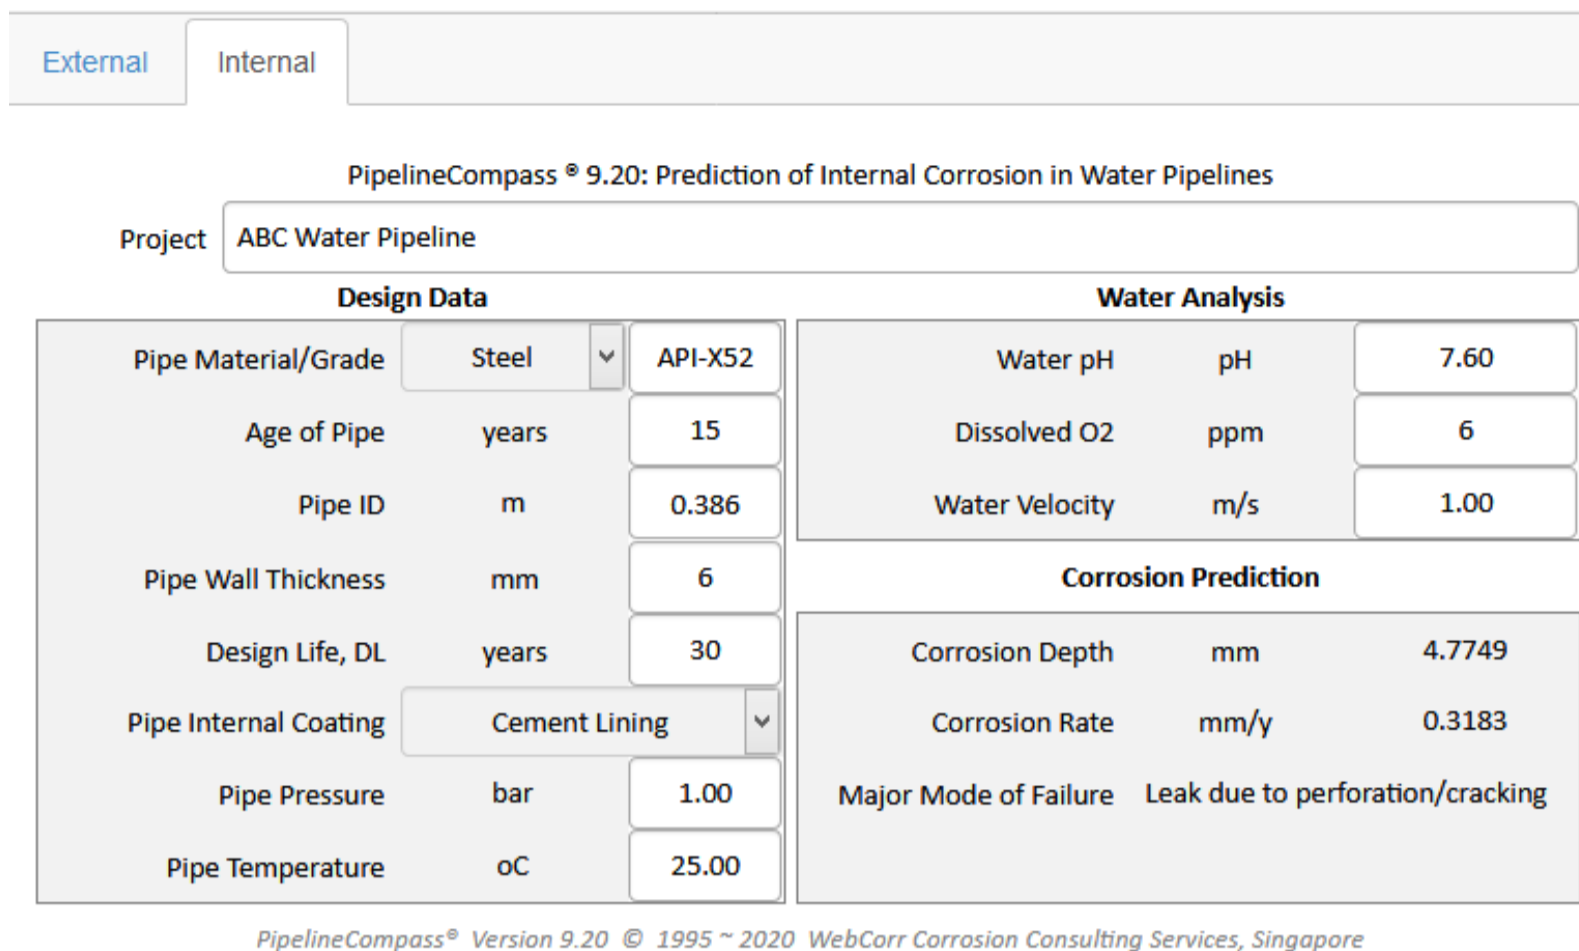 External Internal
PipelineCompass ® 9.20: Prediction of Internal Corrosion in Water Pipelines
Project ABC Water Pipeline
Design Data
Pipe Material/Grade Steel API-X52
Age of Pipe years 15
Pipe ID m 0.386
Pipe Wall Thickness mm 6
Design Life, DL years 30
Pipe Internal Coating Cement Lining
Pipe Pressure bar 1.00
Pipe Temperature oC 25.00
Water Analysis
Water pH pH 7.60
Dissolved O2 ppm 6
Water Velocity m/s 1.00
Corrosion Prediction
Corrosion Depth mm 4.7749
Corrosion Rate mm/y 0.3183
Major Mode of Failure Leak due to perforation/cracking
PipelineCompass® Version 9.20 © 1995 ~ 2020 WebCorr Corrosion Consulting Services, Singapore